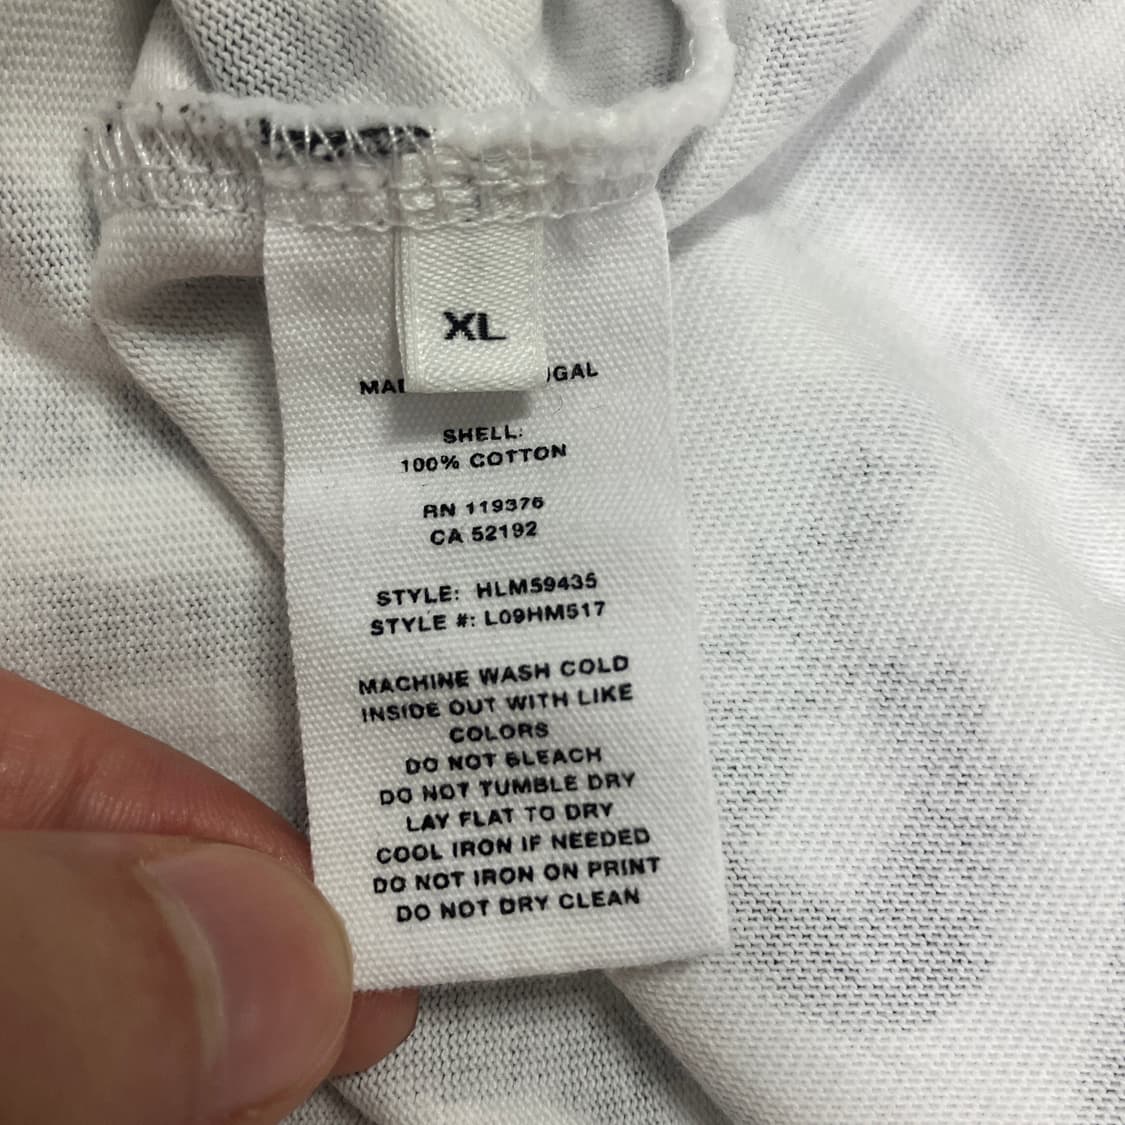 XL
MA
GAL
SHELL:
100% COTTON
RN 119376
CA 52192
STYLE: HLM59435
STYLE #: L09HM517
MACHINE WASH COLD
INSIDE OUT WITH LIKE
COLORS
DO NOT BLEACH
DO NOT TUMBLE DRY
LAY FLAT TO DRY
COOL IRON IF NEEDED
DO NOT IRON ON PRINT
DO NOT DRY CLEAN